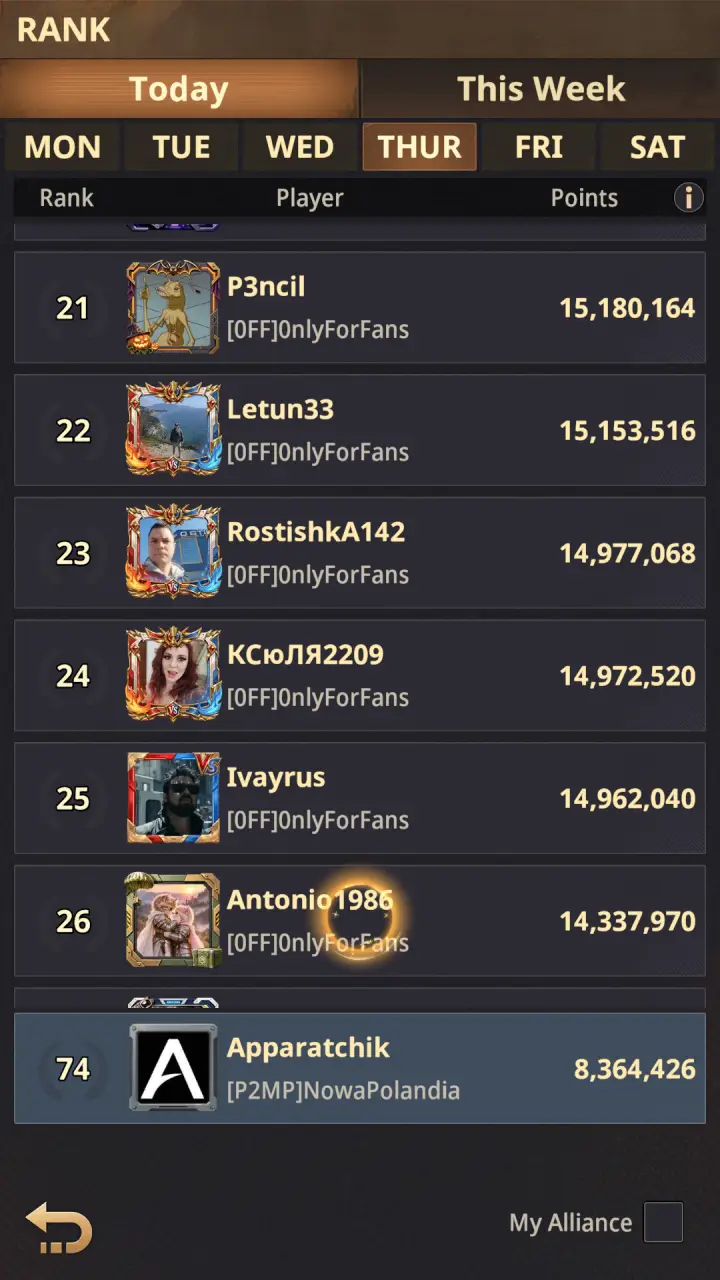 RANK
Today
This Week
MON TUE WED THUR FRI SAT
Rank Player Points
21 P3ncil 15,180,164
[0FF]0nlyForFans
22 Letun33 15,153,516
[0FF]0nlyForFans
23 RostishkA142 14,977,068
[0FF]0nlyForFans
24 КСюЛЯ2209 14,972,520
[0FF]0nlyForFans
25 Ivayrus 14,962,040
[0FF]0nlyForFans
26 Antonio1986 14,337,970
[0FF]0nlyForFans
74 Apparatchik 8,364,426
[P2MP]NowaPolandia
My Alliance